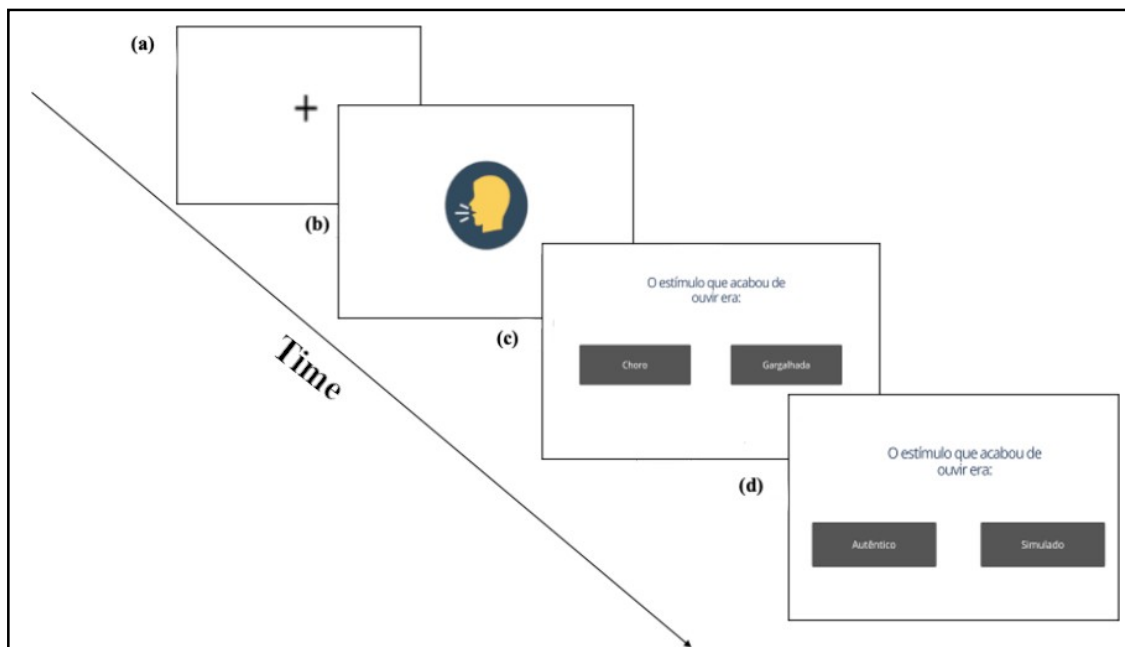 (a)
+
(b)
(c)
O estímulo que acabou de
ouvir era:
Choro
Gargalhada
Time
(d)
O estímulo que acabou de
ouvir era:
Autêntico
Simulado